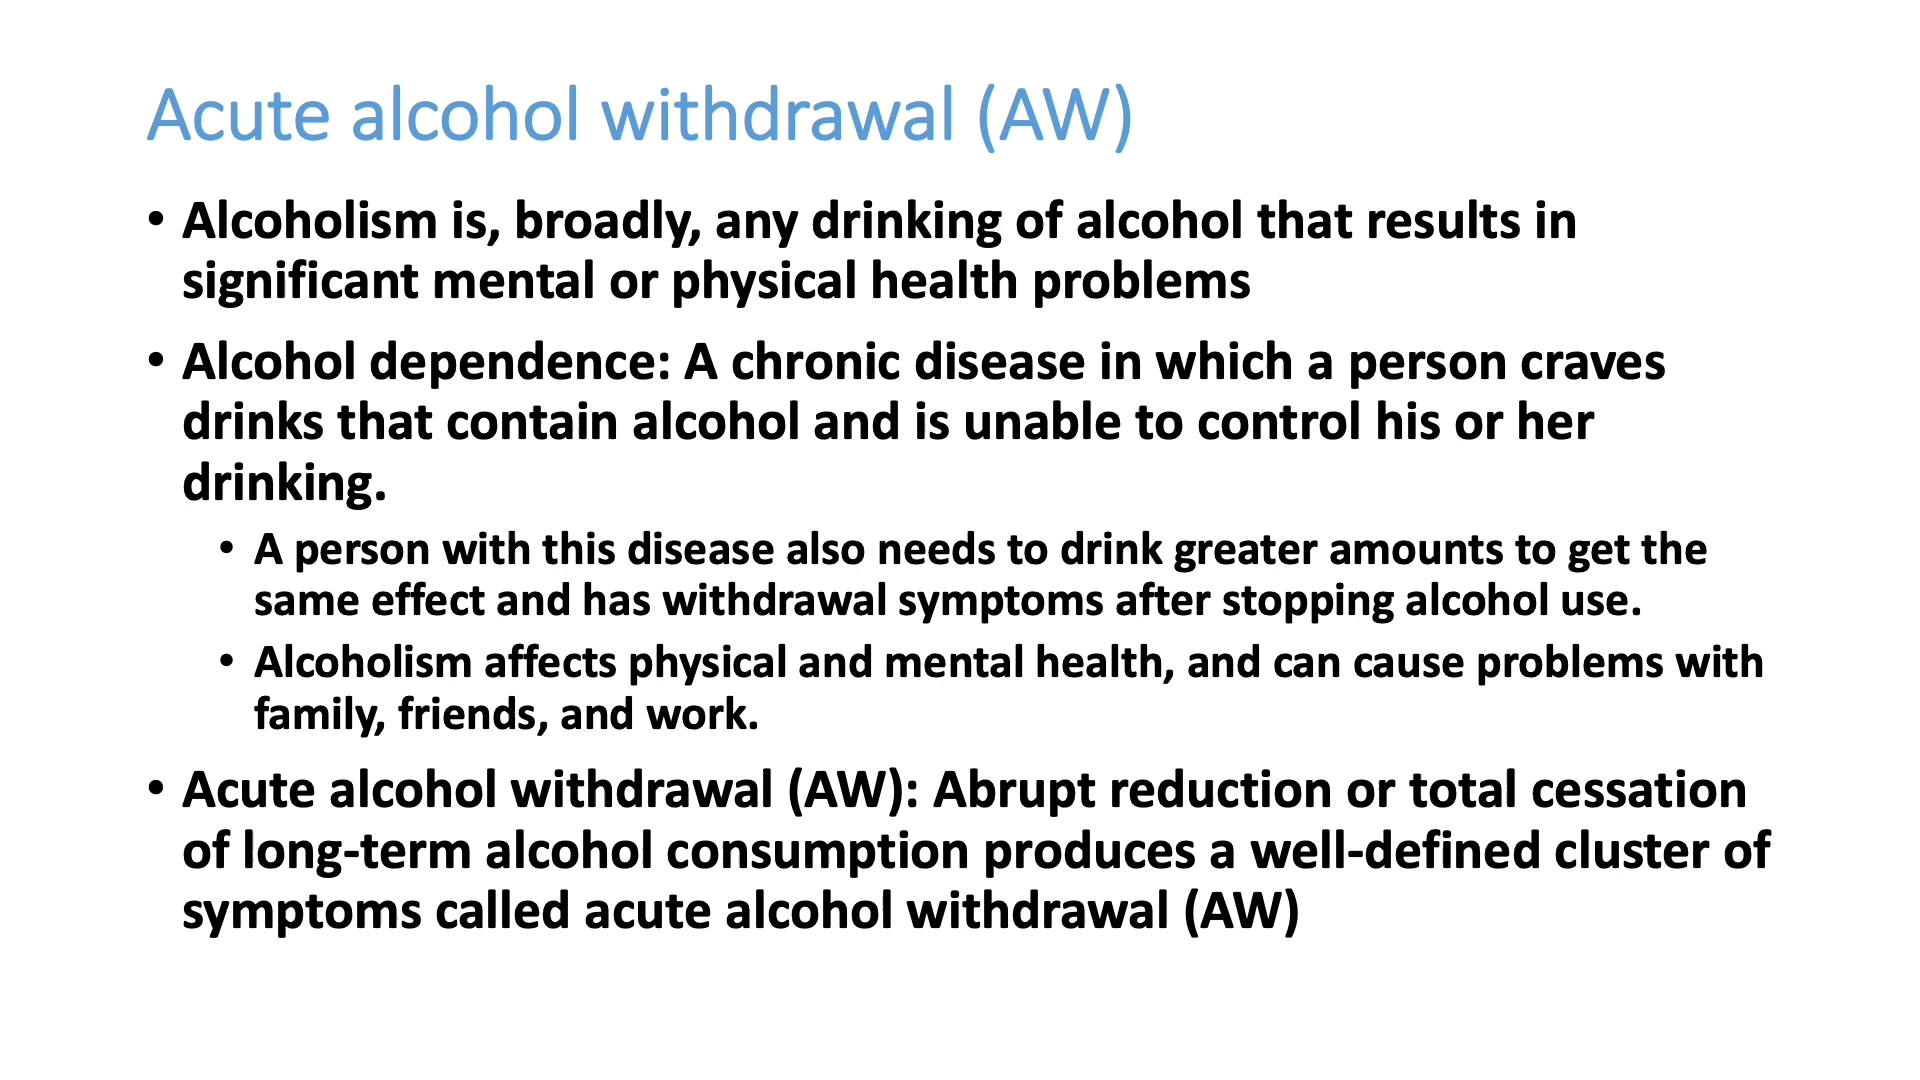 Acute alcohol withdrawal (AW)
• Alcoholism is, broadly, any drinking of alcohol that results in
significant mental or physical health problems
• Alcohol dependence: A chronic disease in which a person craves
drinks that contain alcohol and is unable to control his or her
drinking.
• A person with this disease also needs to drink greater amounts to get the
same effect and has withdrawal symptoms after stopping alcohol use.
• Alcoholism affects physical and mental health, and can cause problems with
family, friends, and work.
• Acute alcohol withdrawal (AW): Abrupt reduction or total cessation
of long-term alcohol consumption produces a well-defined cluster of
symptoms called acute alcohol withdrawal (AW)